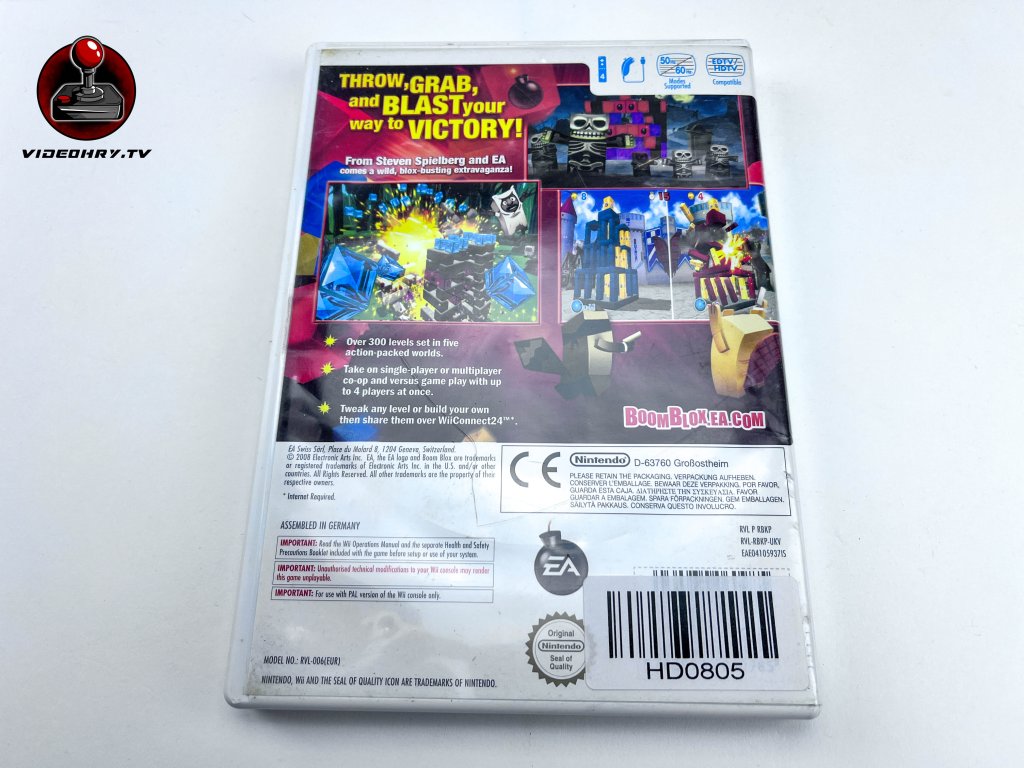 VIDEOHRY.TV
THROW, GRAB,
and BLAST your
way to VICTORY!
From Steven Spielberg and EA
comes a wild, blox-busting extravaganza!
4
50Hz
60Hz
Modes
Supported
EDTV/
HDTV
Compatible
8
15
4
Over 300 levels set in five
action-packed worlds.
Take on single-player or multiplayer
co-op and versus game play with up
to 4 players at once.
Tweak any level or build your own
then share them over WiiConnect24™*.
BOOMBLOX.EA.COM
EA Swiss Sàrl, Place du Molard 8, 1204 Geneva, Switzerland.
© 2008 Electronic Arts Inc. EA, the EA logo and Boom Blox are trademarks
or registered trademarks of Electronic Arts Inc. in the U.S. and/or other
countries. All Rights Reserved. All other trademarks are the property of their
respective owners.
* Internet Required.
CE
Nintendo D-63760 Großostheim
PLEASE RETAIN THE PACKAGING. VERPACKUNG AUFHEBEN.
CONSERVER L'EMBALLAGE. BEWAAR DEZE VERPAKKING. POR FAVOR,
GUARDA ESTA CAJA. ΔΙΑΤΗΡΗΣΤΕ ΤΗΝ ΣΥΣΚΕΥΑΣΙΑ. FAVOR
GUARDAR A EMBALAGEM. SPARA FÖRPACKNINGEN. GEM EMBALLAGEN.
SÄILYTÄ PAKKAUS. CONSERVA QUESTO INVOLUCRO.
ASSEMBLED IN GERMANY
RVL P RBKP
RVL-RBKP-UKV
EAE04105937IS
IMPORTANT: Read the Wii Operations Manual and the separate Health and Safety
Precautions Booklet included with the game before setup or use of your system.
IMPORTANT: Unauthorised technical modifications to your Wii console may render
this game unplayable.
IMPORTANT: For use with PAL version of the Wii console only.
EA
Original
Nintendo
Seal of
Quality
HD0805
MODEL NO.: RVL-006(EUR)
NINTENDO, Wii AND THE SEAL OF QUALITY ICON ARE TRADEMARKS OF NINTENDO.